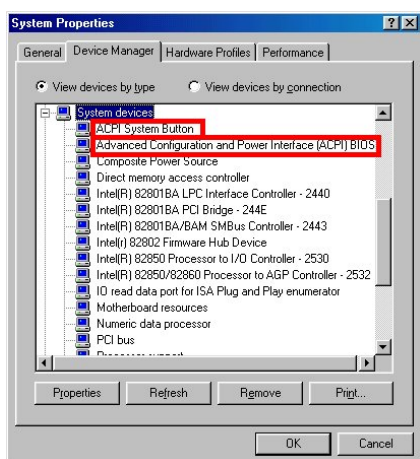 System Properties
General Device Manager Hardware Profiles Performance
View devices by type View devices by connection
System devices
ACPI System Button
Advanced Configuration and Power Interface (ACPI) BIOS
Composite Power Source
Direct memory access controller
Intel(R) 82801BA LPC Interface Controller - 2440
Intel(R) 82801BA PCI Bridge - 244E
Intel(R) 82801BA/BAM SMBus Controller - 2443
Intel(r) 82802 Firmware Hub Device
Intel(R) 82850 Processor to I/O Controller - 2530
Intel(R) 82850/82860 Processor to AGP Controller - 2532
IO read data port for ISA Plug and Play enumerator
Motherboard resources
Numeric data processor
PCI bus
Processor support
Properties Refresh Remove Print...
OK Cancel